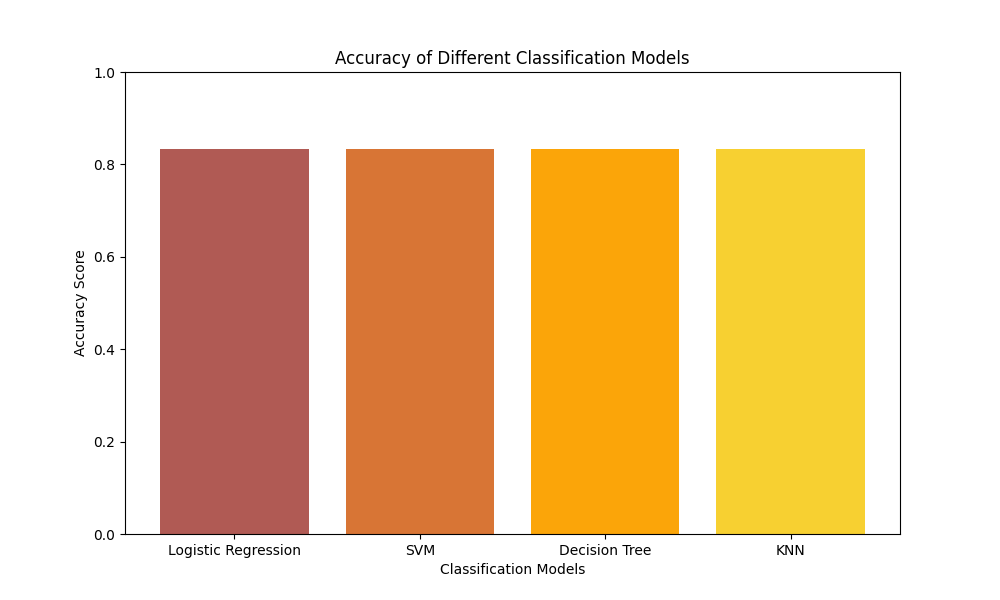 Accuracy of Different Classification Models
1.0
0.8
0.6
0.4
0.2
0.0
Accuracy Score
Logistic Regression SVM Decision Tree KNN
Classification Models